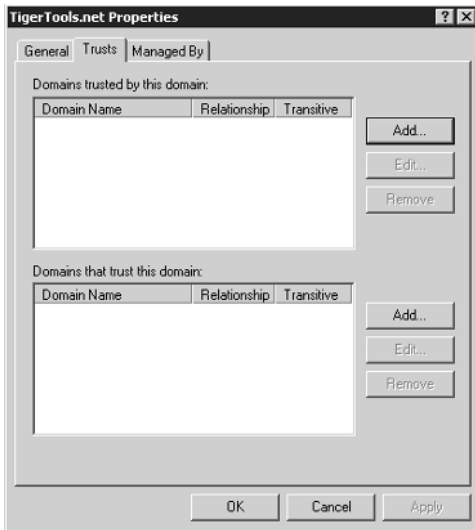 TigerTools.net Properties
? X
General Trusts Managed By
Domains trusted by this domain:
Domain Name Relationship Transitive
Add...
Edit...
Remove
Domains that trust this domain:
Domain Name Relationship Transitive
Add...
Edit...
Remove
OK Cancel Apply